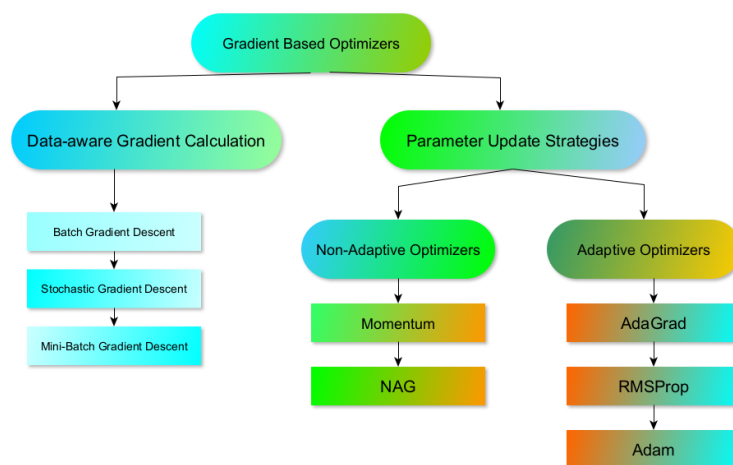 Gradient Based Optimizers
Data-aware Gradient Calculation
Parameter Update Strategies
Batch Gradient Descent
Stochastic Gradient Descent
Mini-Batch Gradient Descent
Non-Adaptive Optimizers
Momentum
NAG
Adaptive Optimizers
AdaGrad
RMSProp
Adam